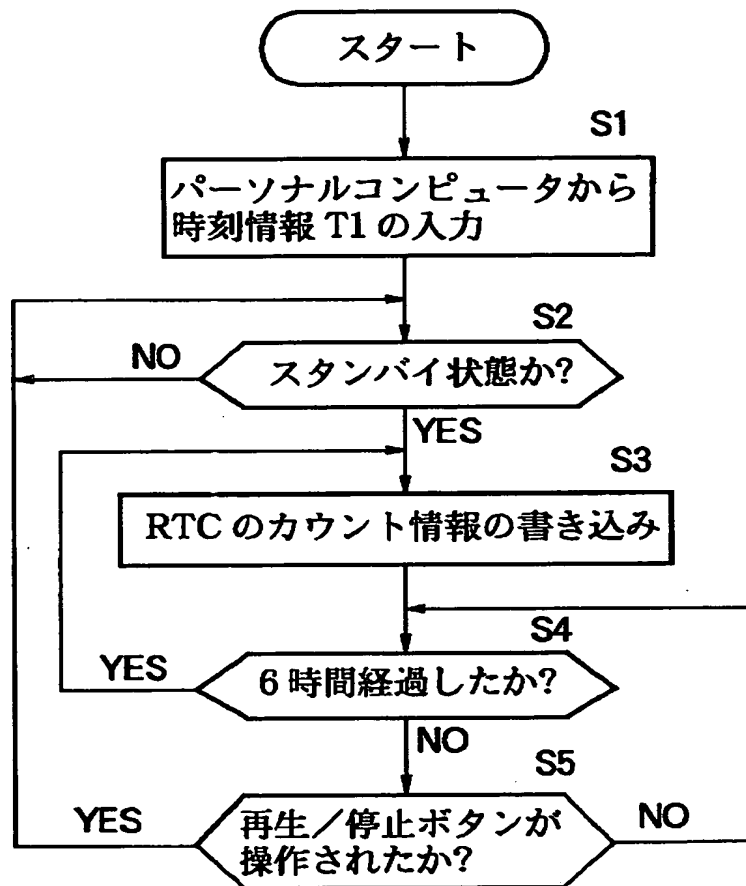 スタート
S1
パーソナルコンピュータから
時刻情報 T1 の入力
S2
NO
スタンバイ状態か?
YES
S3
RTC のカウント情報の書き込み
S4
YES
6 時間経過したか?
NO
S5
YES
再生／停止ボタンが
操作されたか?
NO